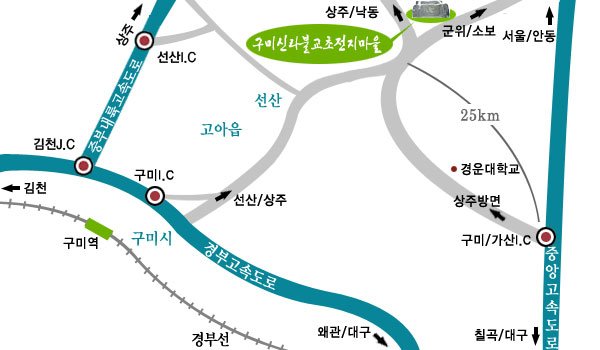 상주/낙동
군위/소보
서울/안동
상주
구미신라불교초전지마을
선산I.C
중부내륙고속도로
선산
고아읍
25km
김천J.C
구미I.C
경운대학교
김천
선산/상주
상주방면
구미역
구미시
구미/가산I.C
경부고속도로
중앙고속도로
경부선
왜관/대구
칠곡/대구